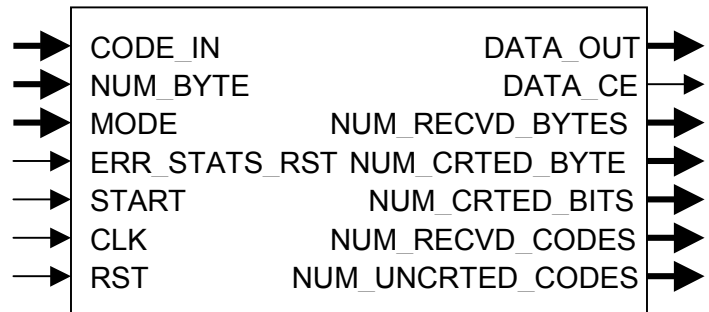 CODE_IN DATA_OUT
NUM_BYTE DATA_CE
MODE NUM_RECVD_BYTES
ERR_STATS_RST NUM_CRTED_BYTE
START NUM_CRTED_BITS
CLK NUM_RECVD_CODES
RST NUM_UNCRTED_CODES